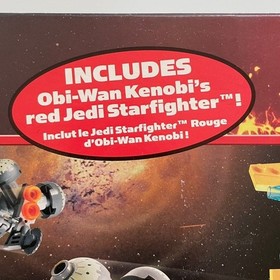 INCLUDES
Obi-Wan Kenobi's
red Jedi Starfighter™!
Inclut le Jedi Starfighter™ Rouge
d'Obi-Wan Kenobi!